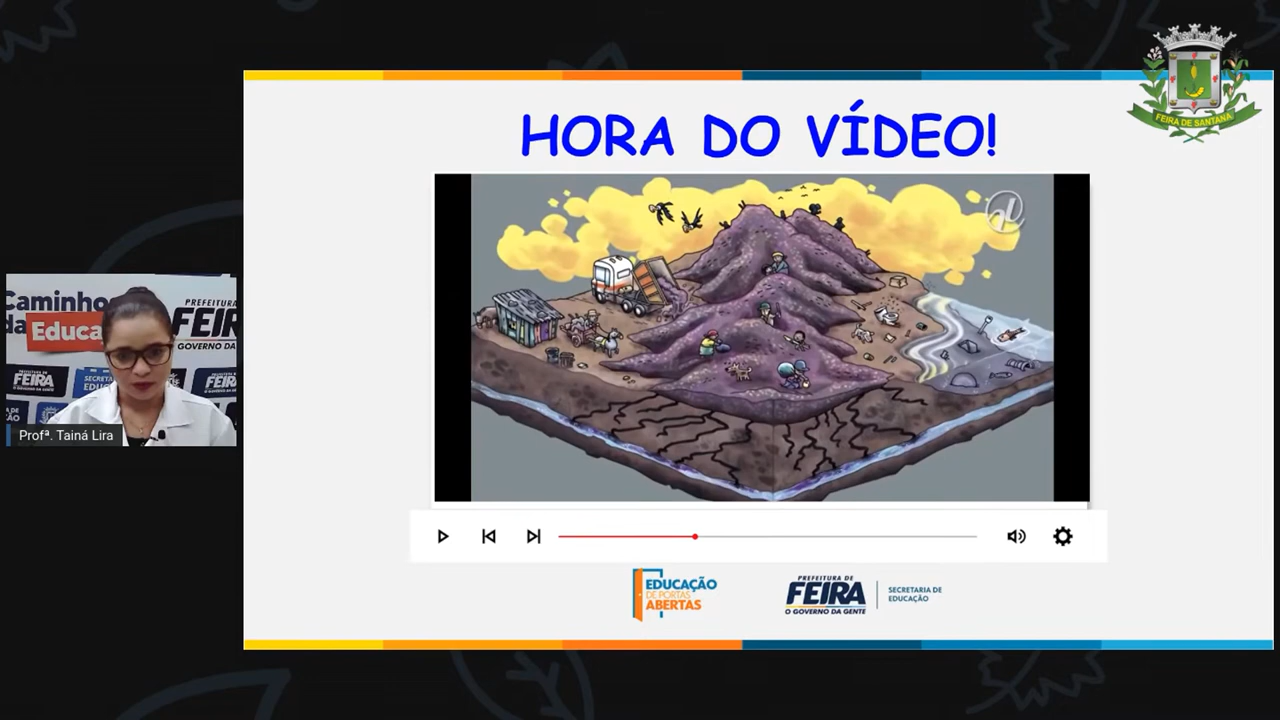 FEIRA DE SANTANA
HORA DO VÍDEO!
Caminho
da Educa
PREFEITURA
FEIR
GOVERNO DA
FEIRA
SECRETA
EDUC
FEIRA
Profª. Tainá Lira
EDUCAÇÃO
DE PORTAS
ABERTAS
PREFEITURA DE
FEIRA
O GOVERNO DA GENTE
SECRETARIA DE
EDUCAÇÃO